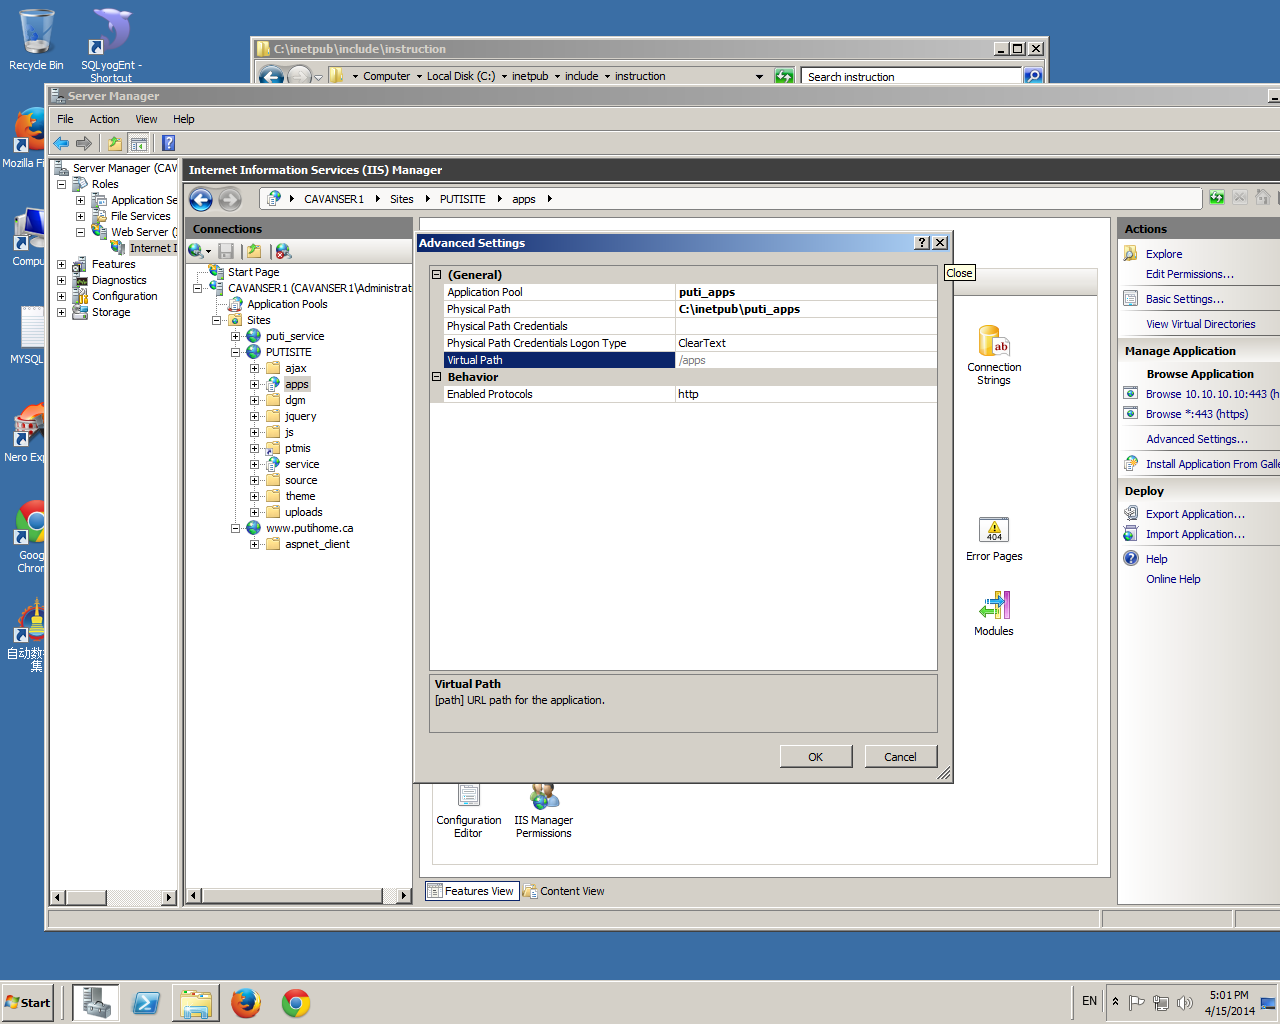 Recycle Bin
SQLyogEnt - Shortcut
C:\inetpub\include\instruction
Computer
Local Disk (C:)
inetpub
include
instruction
Search instruction
Server Manager
File
Action
View
Help
Mozilla Fi
Server Manager (CAV
Roles
Application Se
File Services
Web Server (
Internet I
Features
Diagnostics
Configuration
Storage
Compu
MYSQL
Nero Exp
Goog
Chron
自动数
集
Internet Information Services (IIS) Manager
CAVANSER1
Sites
PUTISITE
apps
Connections
Start Page
CAVANSER1 (CAVANSER1\Administrat
Application Pools
Sites
puti_service
PUTISITE
ajax
apps
dgm
jquery
js
ptmis
service
source
theme
uploads
www.putihome.ca
aspnet_client
Advanced Settings
Close
(General)
Application Pool puti_apps
Physical Path C:\inetpub\puti_apps
Physical Path Credentials
Physical Path Credentials Logon Type ClearText
Virtual Path /apps
Behavior
Enabled Protocols http
Virtual Path
[path] URL path for the application.
OK
Cancel
ab
Connection
Strings
404
Error Pages
Modules
Configuration
Editor
IIS Manager
Permissions
Features View
Content View
Actions
Explore
Edit Permissions...
Basic Settings...
View Virtual Directories
Manage Application
Browse Application
Browse 10.10.10.10:443 (h
Browse *:443 (https)
Advanced Settings...
Install Application From Galle
Deploy
Export Application...
Import Application...
Help
Online Help
Start
EN
5:01 PM
4/15/2014